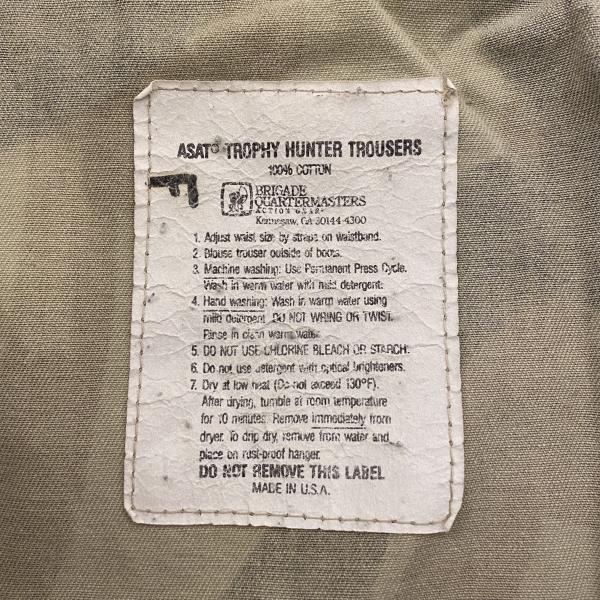 ASAT® TROPHY HUNTER TROUSERS
100% COTTON
F
BRIGADE
QUARTERMASTERS
ACTION GEAR®
Kennesaw, GA 30144-4300
1. Adjust waist size by straps on waistband.
2. Blouse trouser outside of boots.
3. Machine washing: Use Permanent Press Cycle.
Wash in warm water with mild detergent.
4. Hand washing: Wash in warm water using
mild detergent. DO NOT WRING OR TWIST.
Rinse in clean warm water.
5. DO NOT USE CHLORINE BLEACH OR STARCH.
6. Do not use detergent with optical brighteners.
7. Dry at low heat (Do not exceed 130°F).
After drying, tumble at room temperature
for 10 minutes. Remove immediately from
dryer. To drip dry, remove from water and
place on rust-proof hanger.
DO NOT REMOVE THIS LABEL
MADE IN U.S.A.